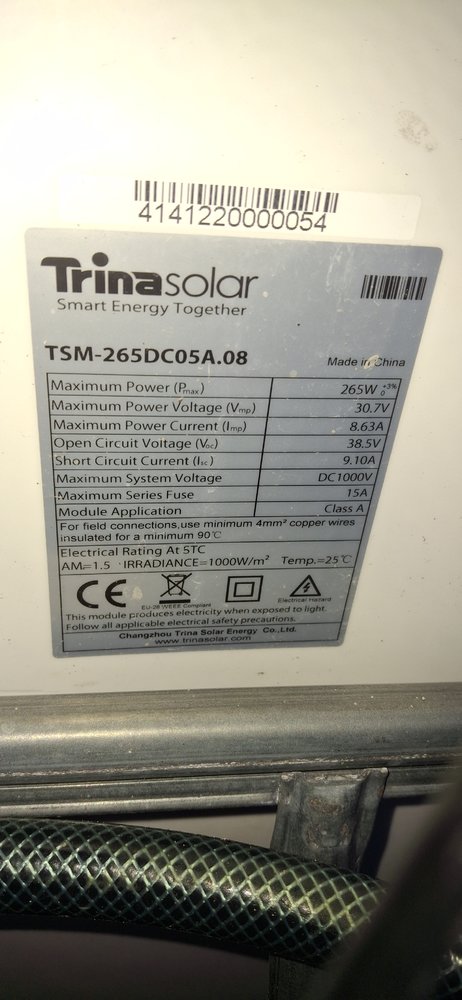 4141220000054
Trinasolar
Smart Energy Together
TSM-265DC05A.08
Made in China
Maximum Power (Pmax) 265W +3% 0
Maximum Power Voltage (Vmp) 30.7V
Maximum Power Current (Imp) 8.63A
Open Circuit Voltage (Voc) 38.5V
Short Circuit Current (Isc) 9.10A
Maximum System Voltage DC1000V
Maximum Series Fuse 15A
Module Application Class A
For field connections,use minimum 4mm² copper wires
insulated for a minimum 90℃
Electrical Rating At STC
AM=1.5 IRRADIANCE=1000W/m² Temp.=25℃
CE
EU-28 WEEE Compliant
Electrical Hazard
This module produces electricity when exposed to light.
Follow all applicable electrical safety precautions.
Changzhou Trina Solar Energy Co.,Ltd.
www.trinasolar.com